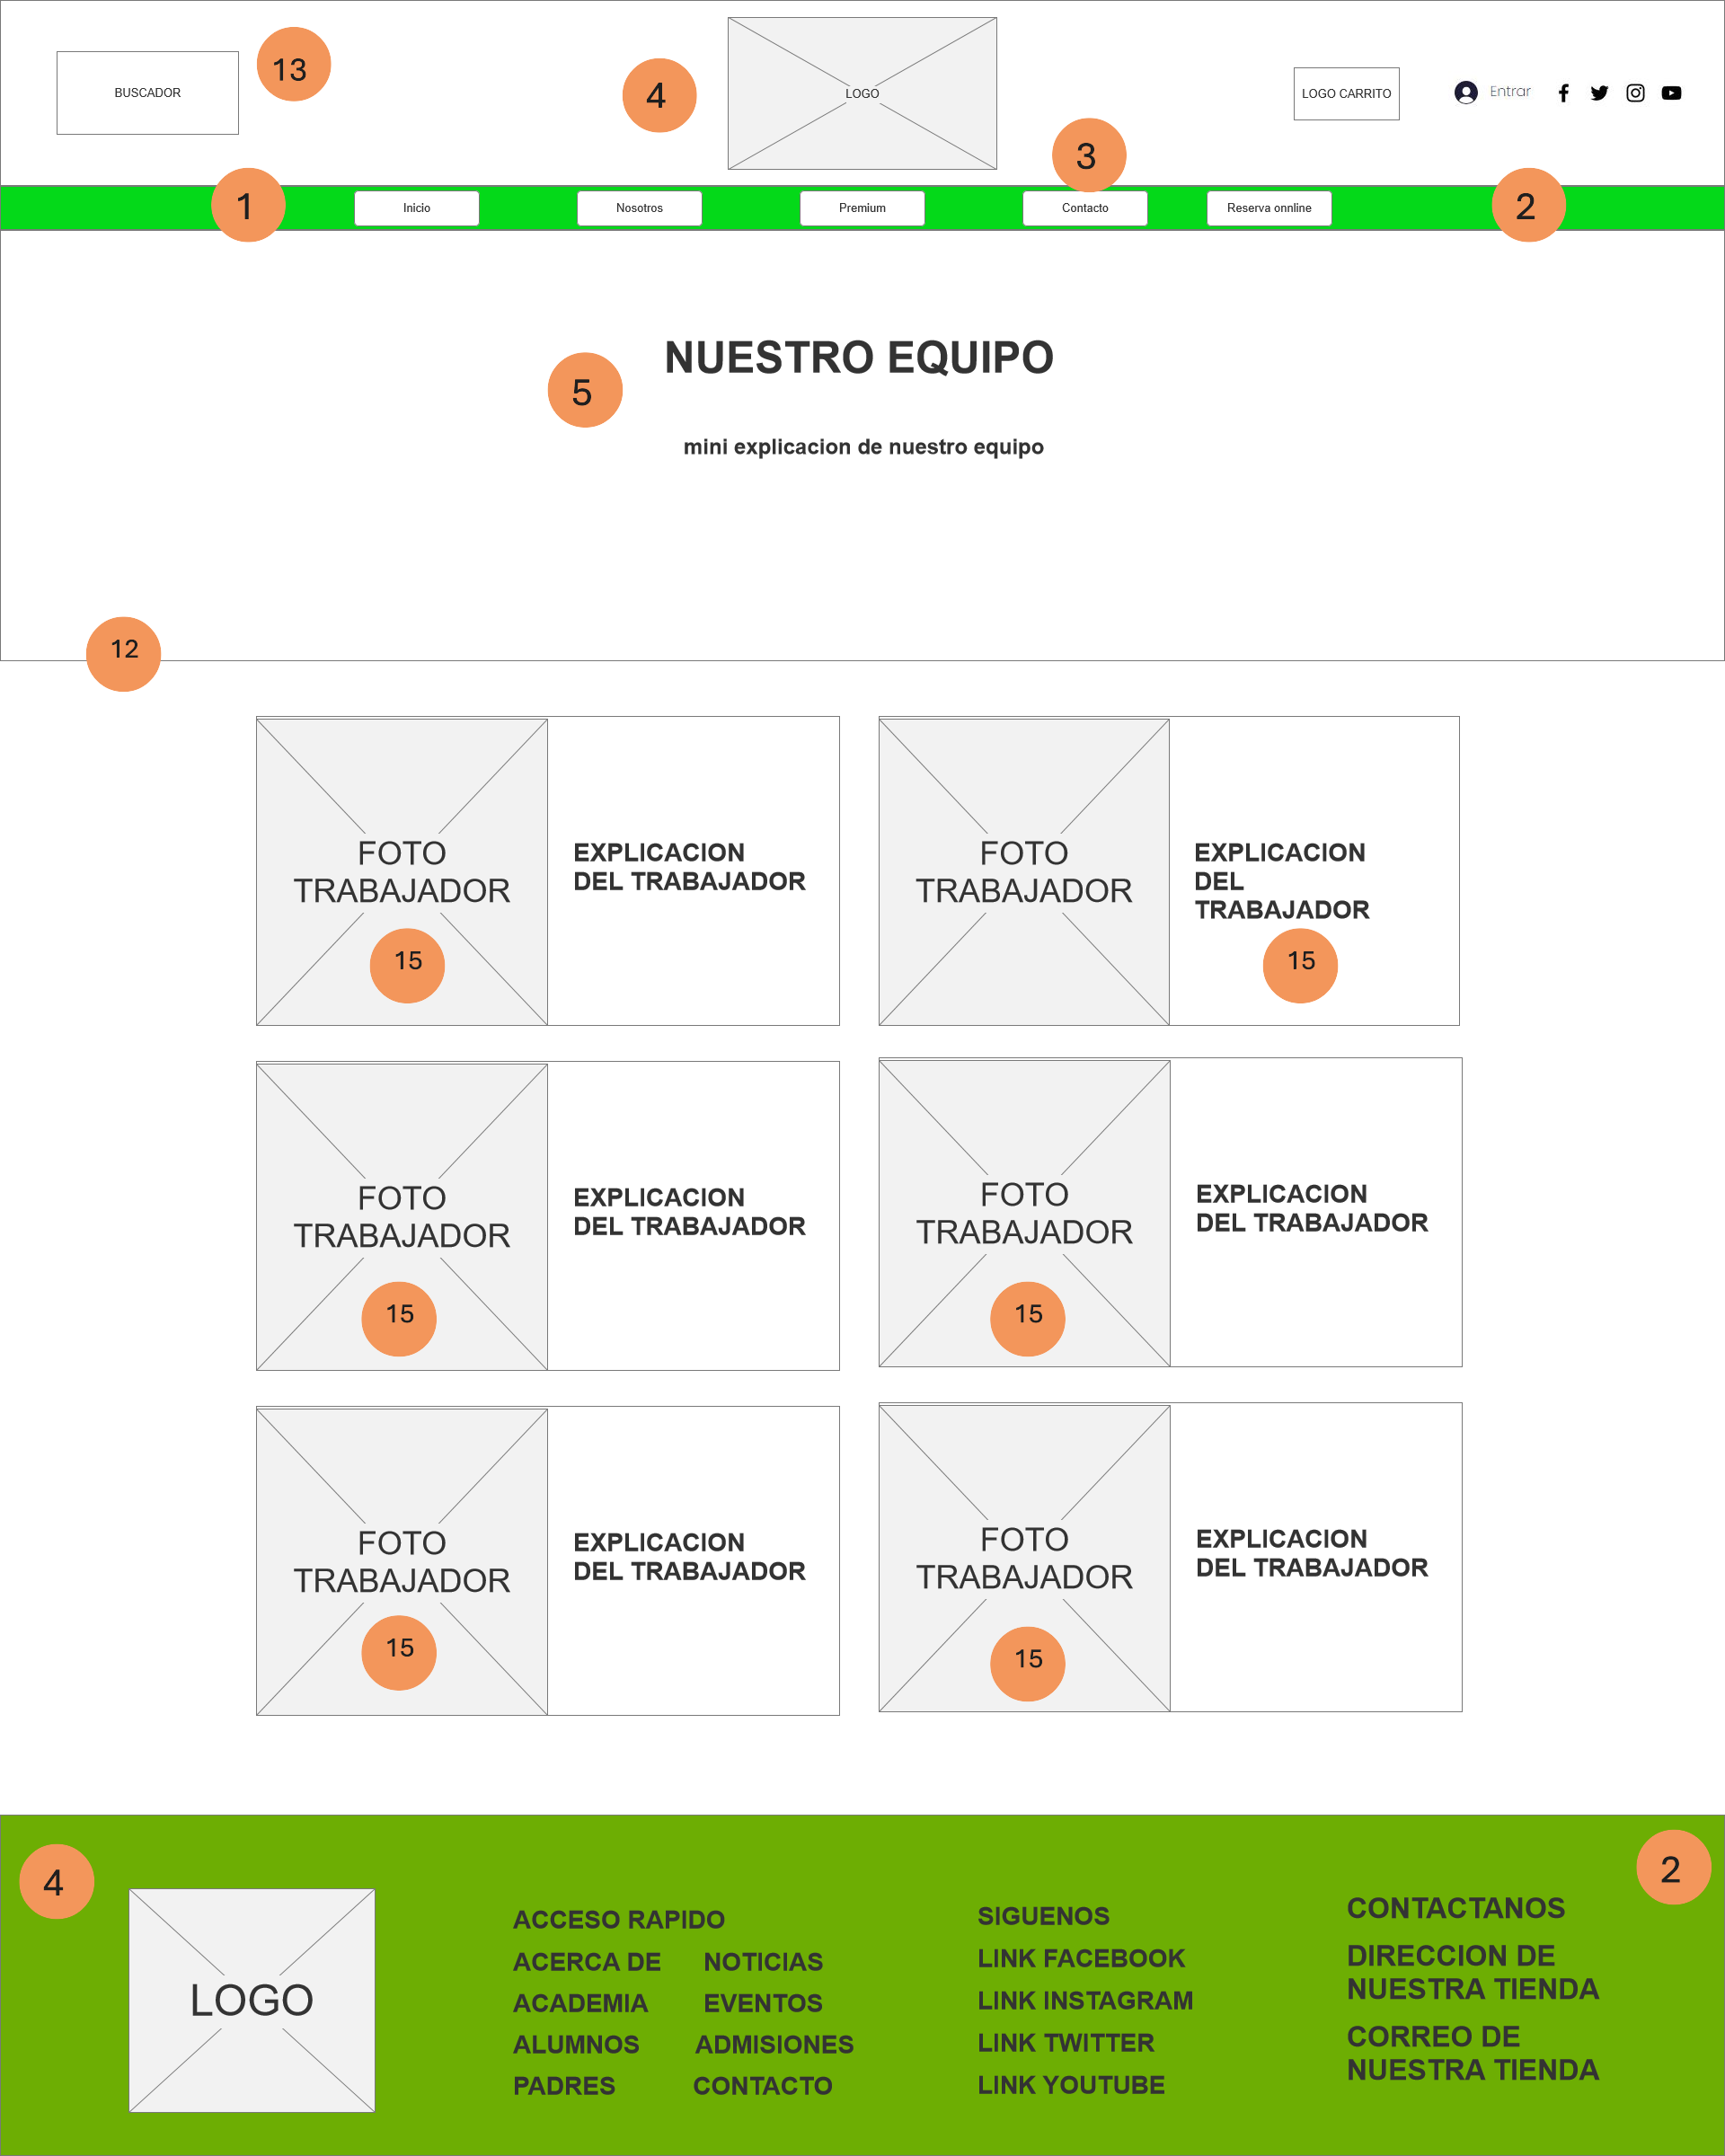 BUSCADOR
13
4
LOGO
LOGO CARRITO
Entrar
3
1
Inicio
Nosotros
Premium
Contacto
Reserva onnline
2
NUESTRO EQUIPO
5
mini explicacion de nuestro equipo
12
FOTO
TRABAJADOR
15
EXPLICACION
DEL TRABAJADOR
FOTO
TRABAJADOR
EXPLICACION
DEL
TRABAJADOR
15
FOTO
TRABAJADOR
15
EXPLICACION
DEL TRABAJADOR
FOTO
TRABAJADOR
15
EXPLICACION
DEL TRABAJADOR
FOTO
TRABAJADOR
15
EXPLICACION
DEL TRABAJADOR
FOTO
TRABAJADOR
15
EXPLICACION
DEL TRABAJADOR
4
2
LOGO
ACCESO RAPIDO
ACERCA DE NOTICIAS
ACADEMIA EVENTOS
ALUMNOS ADMISIONES
PADRES CONTACTO
SIGUENOS
LINK FACEBOOK
LINK INSTAGRAM
LINK TWITTER
LINK YOUTUBE
CONTACTANOS
DIRECCION DE
NUESTRA TIENDA
CORREO DE
NUESTRA TIENDA